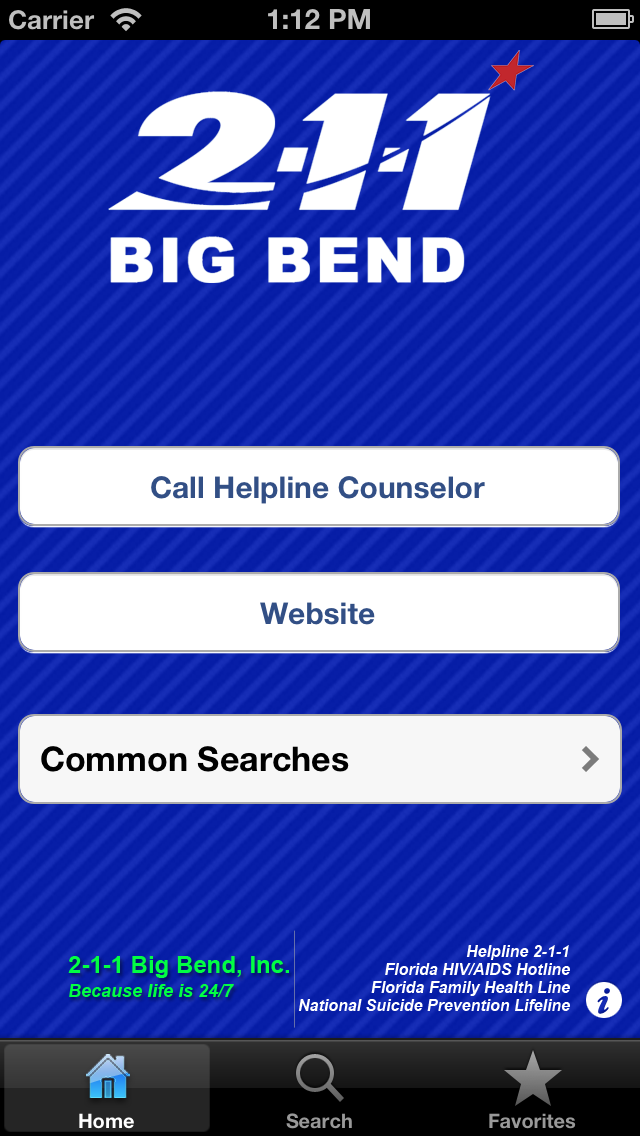 Carrier 1:12 PM
2-1-1
BIG BEND
Call Helpline Counselor
Website
Common Searches
2-1-1 Big Bend, Inc.
Because life is 24/7
Helpline 2-1-1
Florida HIV/AIDS Hotline
Florida Family Health Line
National Suicide Prevention Lifeline
i
Home Search Favorites